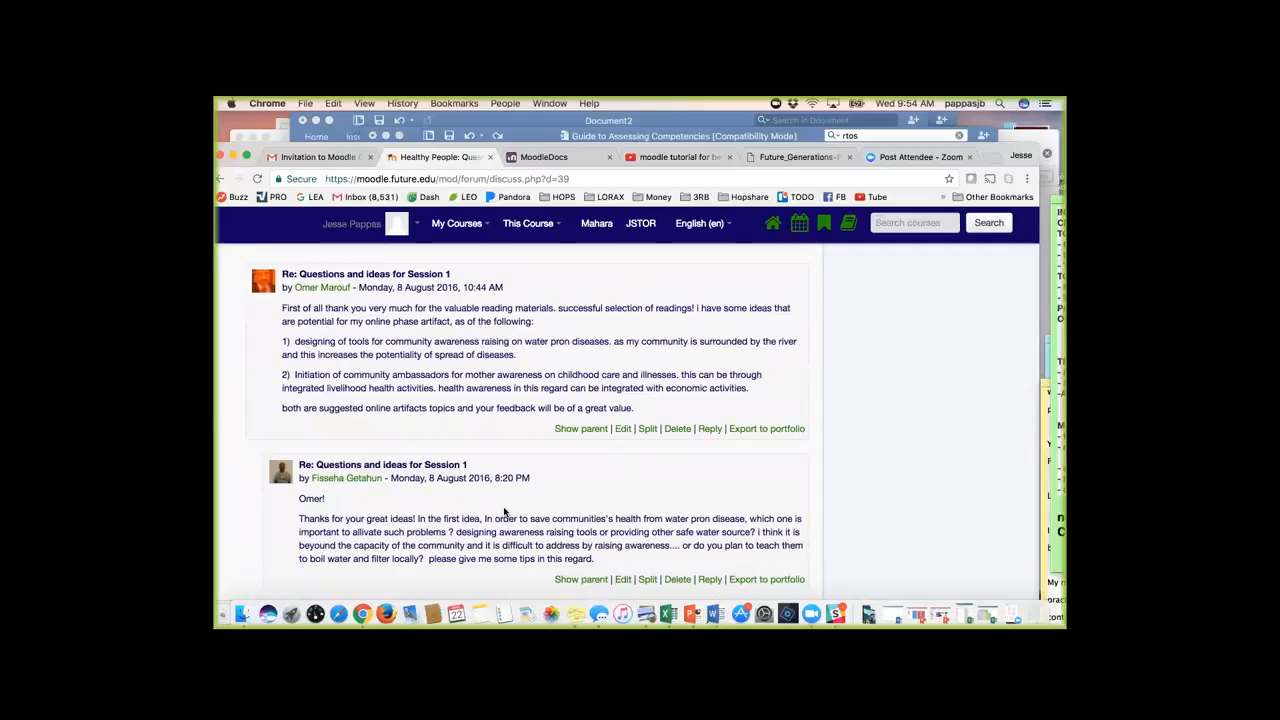 Chrome File Edit View History Bookmarks People Window Help Wed 9:54 AM pappasjb
Document2 Search in Document
Home Guide to Assessing Competencies [Compatibility Mode] rtos
Invitation to Moodle Healthy People: Ques MoodleDocs moodle tutorial for be Future_Generations- Post Attendee - Zoom Jesse
Secure https://moodle.future.edu/mod/forum/discuss.php?d=39
Buzz PRO LEA Inbox (8,531) Dash LEO Pandora HOPS LORAX Money 3RB Hopshare TODO FB Tube » Other Bookmarks
Jesse Pappas My Courses This Course Mahara JSTOR English (en) Search courses Search
Re: Questions and ideas for Session 1
by Omer Marouf - Monday, 8 August 2016, 10:44 AM
First of all thank you very much for the valuable reading materials. successful selection of readings! i have some ideas that
are potential for my online phase artifact, as of the following:
1) designing of tools for community awareness raising on water pron diseases. as my community is surrounded by the river
and this increases the potentiality of spread of diseases.
2) Initiation of community ambassadors for mother awareness on childhood care and illnesses. this can be through
integrated livelihood health activities. health awareness in this regard can be integrated with economic activities.
both are suggested online artifacts topics and your feedback will be of a great value.
Show parent | Edit | Split | Delete | Reply | Export to portfolio
Re: Questions and ideas for Session 1
by Fisseha Getahun - Monday, 8 August 2016, 8:20 PM
Omer!
Thanks for your great ideas! In the first idea, In order to save communities's health from water pron disease, which one is
important to allivate such problems ? designing awareness raising tools or providing other safe water source? i think it is
beyound the capacity of the community and it is difficult to address by raising awareness.... or do you plan to teach them
to boil water and filter locally? please give me some tips in this regard.
Show parent | Edit | Split | Delete | Reply | Export to portfolio